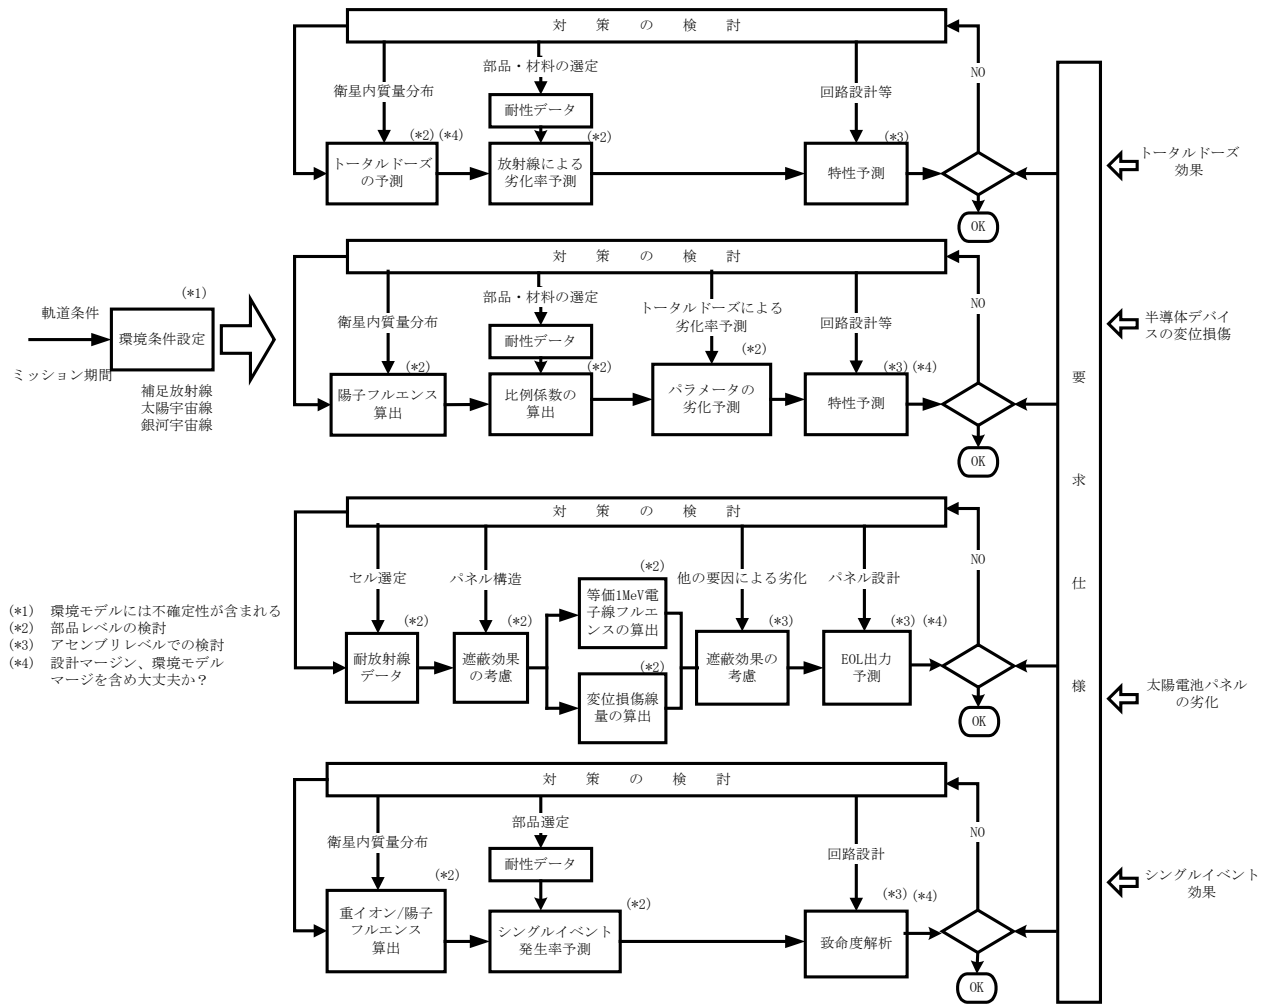 対　策　の　検　討
部品・材料の選定
衛星内質量分布
回路設計等
NO
耐性データ
(*2) (*4)
(*2)
(*3)
トータルドーズ
の予測
放射線による
劣化率予測
特性予測
OK
トータルドーズ
効果
対　策　の　検　討
(*1)
軌道条件
環境条件設定
ミッション期間
補足放射線
太陽宇宙線
銀河宇宙線
部品・材料の選定
トータルドーズによる
劣化率予測
衛星内質量分布
回路設計等
NO
耐性データ
(*2)
(*2)
(*2)
(*3) (*4)
陽子フルエンス
算出
比例係数の
算出
パラメータの
劣化予測
特性予測
OK
半導体デバイ
スの変位損傷
要
求
仕
様
対　策　の　検　討
NO
セル選定
パネル構造
(*2)
他の要因による劣化
パネル設計
等価1MeV電
子線フルエ
ンスの算出
(*2)
(*2)
(*3)
(*3) (*4)
耐放射線
データ
遮蔽効果
の考慮
(*2)
変位損傷線
量の算出
遮蔽効果の
考慮
EOL出力
予測
OK
太陽電池パネル
の劣化
(*1)　環境モデルには不確定性が含まれる
(*2)　部品レベルの検討
(*3)　アセンブリレベルでの検討
(*4)　設計マージン、環境モデル
マージを含め大丈夫か？
対　策　の　検　討
部品選定
衛星内質量分布
回路設計
NO
耐性データ
(*2)
(*2)
(*3) (*4)
重イオン/陽子
フルエンス
算出
シングルイベント
発生率予測
致命度解析
OK
シングルイベント
効果